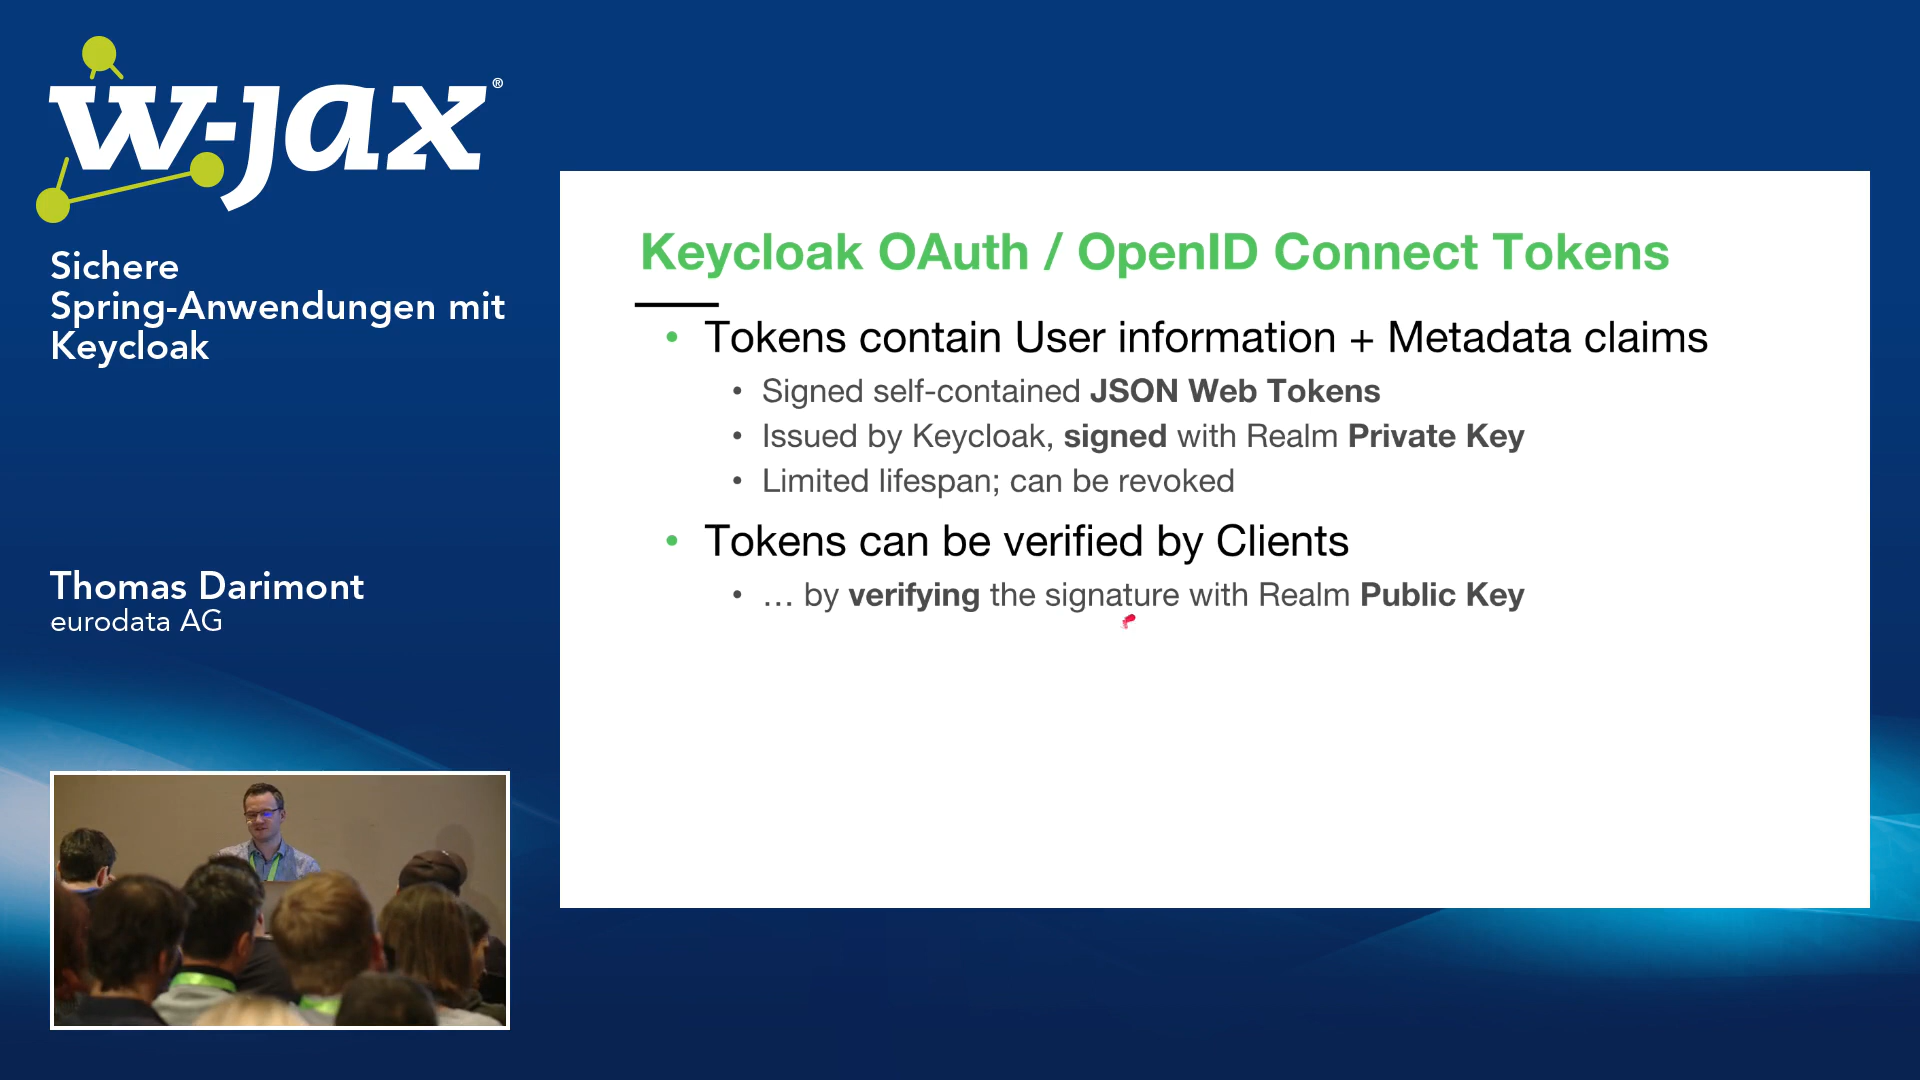 w-jax®
Sichere
Spring-Anwendungen mit
Keycloak
Thomas Darimont
eurodata AG
Keycloak OAuth / OpenID Connect Tokens
• Tokens contain User information + Metadata claims
• Signed self-contained JSON Web Tokens
• Issued by Keycloak, signed with Realm Private Key
• Limited lifespan; can be revoked
• Tokens can be verified by Clients
• … by verifying the signature with Realm Public Key